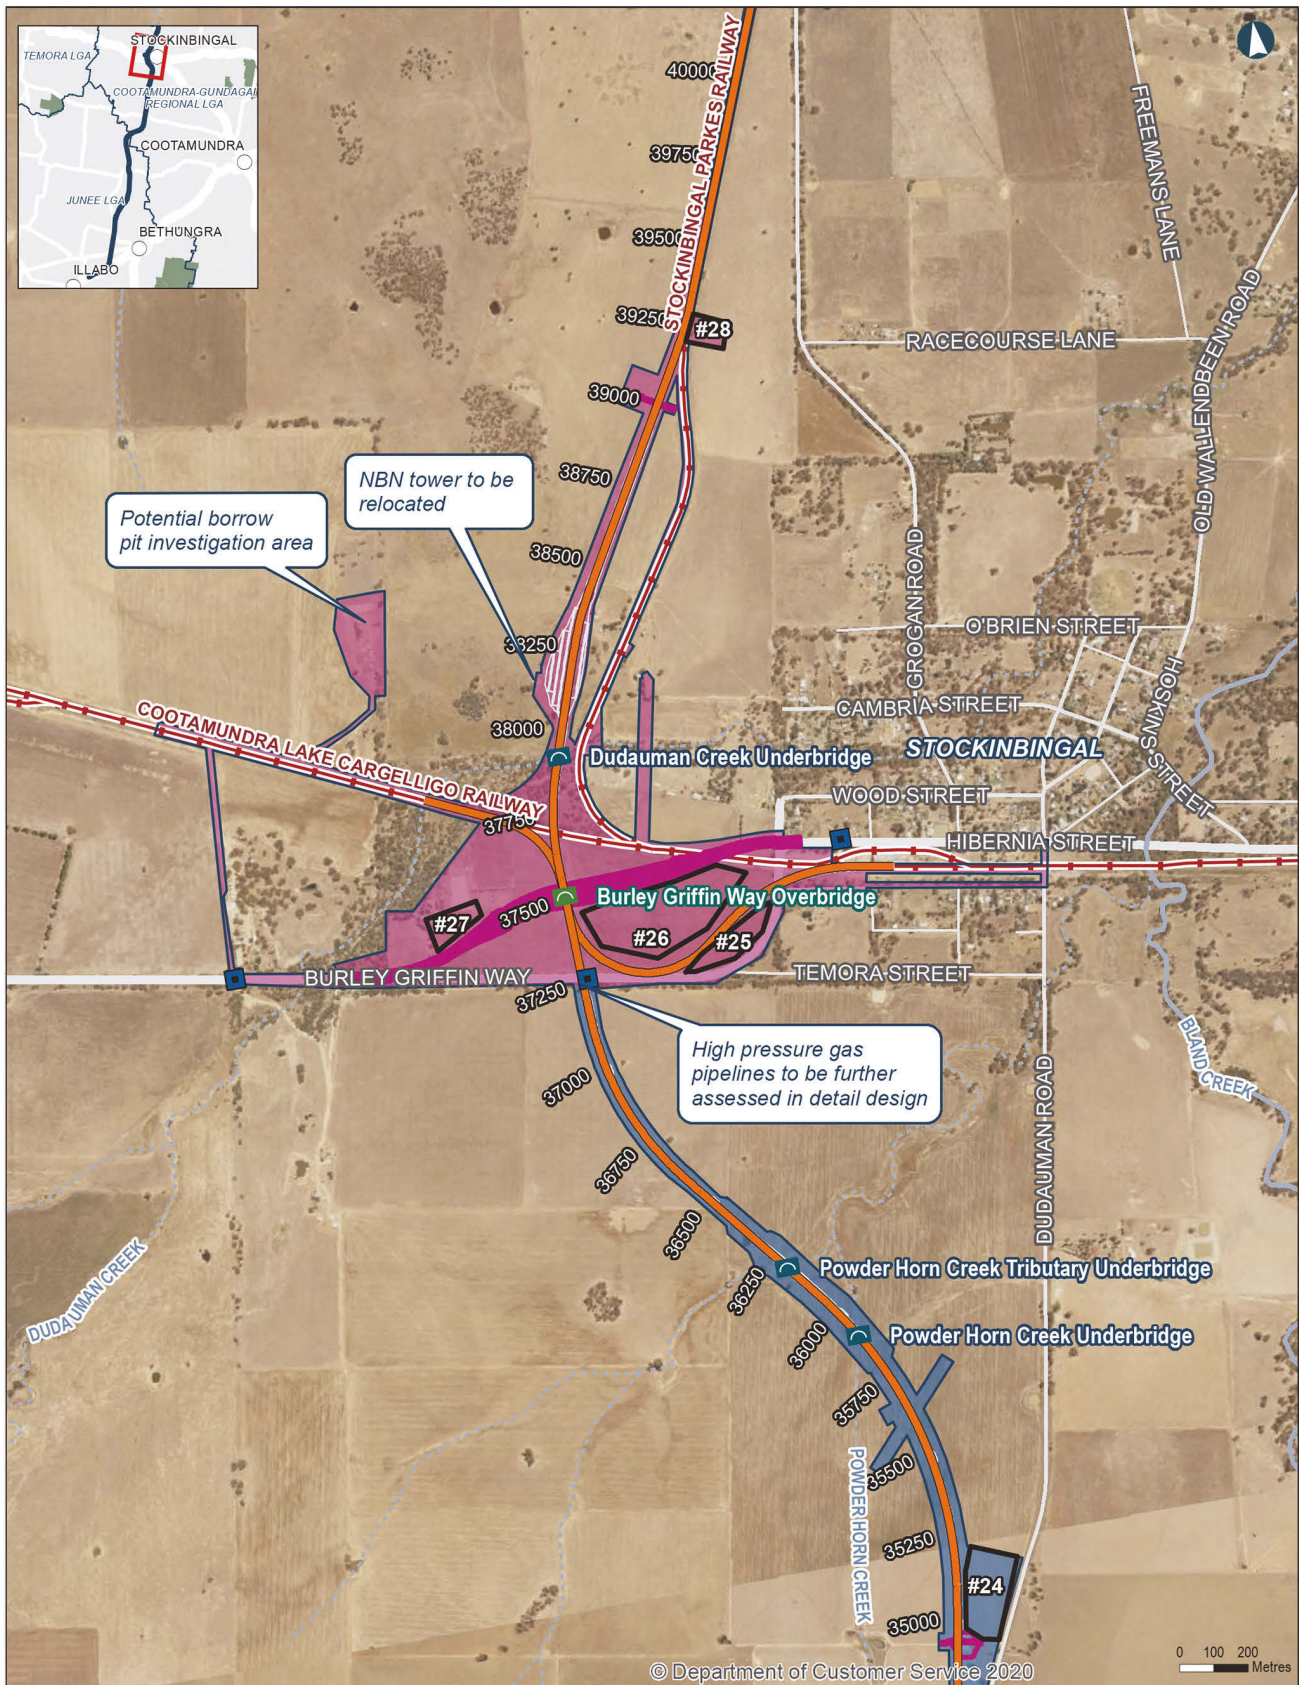 STOCKINBINGAL
TEMORA LGA
COOTAMUNDRA-GUNDAGAI
REGIONAL LGA
COOTAMUNDRA
JUNEE LGA
BETHUNGRA
ILLABO
40000
STOCKINBINGAL PARKES RAILWAY
39750
39500
39250
#28
39000
38750
38500
38250
38000
FREEMANS LANE
OLD WALLENDBEEN ROAD
RACECOURSE LANE
GROGAN ROAD
NBN tower to be
relocated
Potential borrow
pit investigation area
O'BRIEN STREET
HOSKINS STREET
CAMBRIA STREET
STOCKINBINGAL
COOTAMUNDRA LAKE CARGELLIGO RAILWAY
Dudauman Creek Underbridge
WOOD STREET
HIBERNIA STREET
37750
Burley Griffin Way Overbridge
37500
#27
#26
#25
BURLEY GRIFFIN WAY
TEMORA STREET
37250
High pressure gas
pipelines to be further
assessed in detail design
BLAND CREEK
37000
DUDAUMAN ROAD
36750
36500
DUDAUMAN CREEK
36250
Powder Horn Creek Tributary Underbridge
36000
Powder Horn Creek Underbridge
35750
POWDER HORN CREEK
35500
35250
#24
35000
0 100 200
Metres
© Department of Customer Service 2020